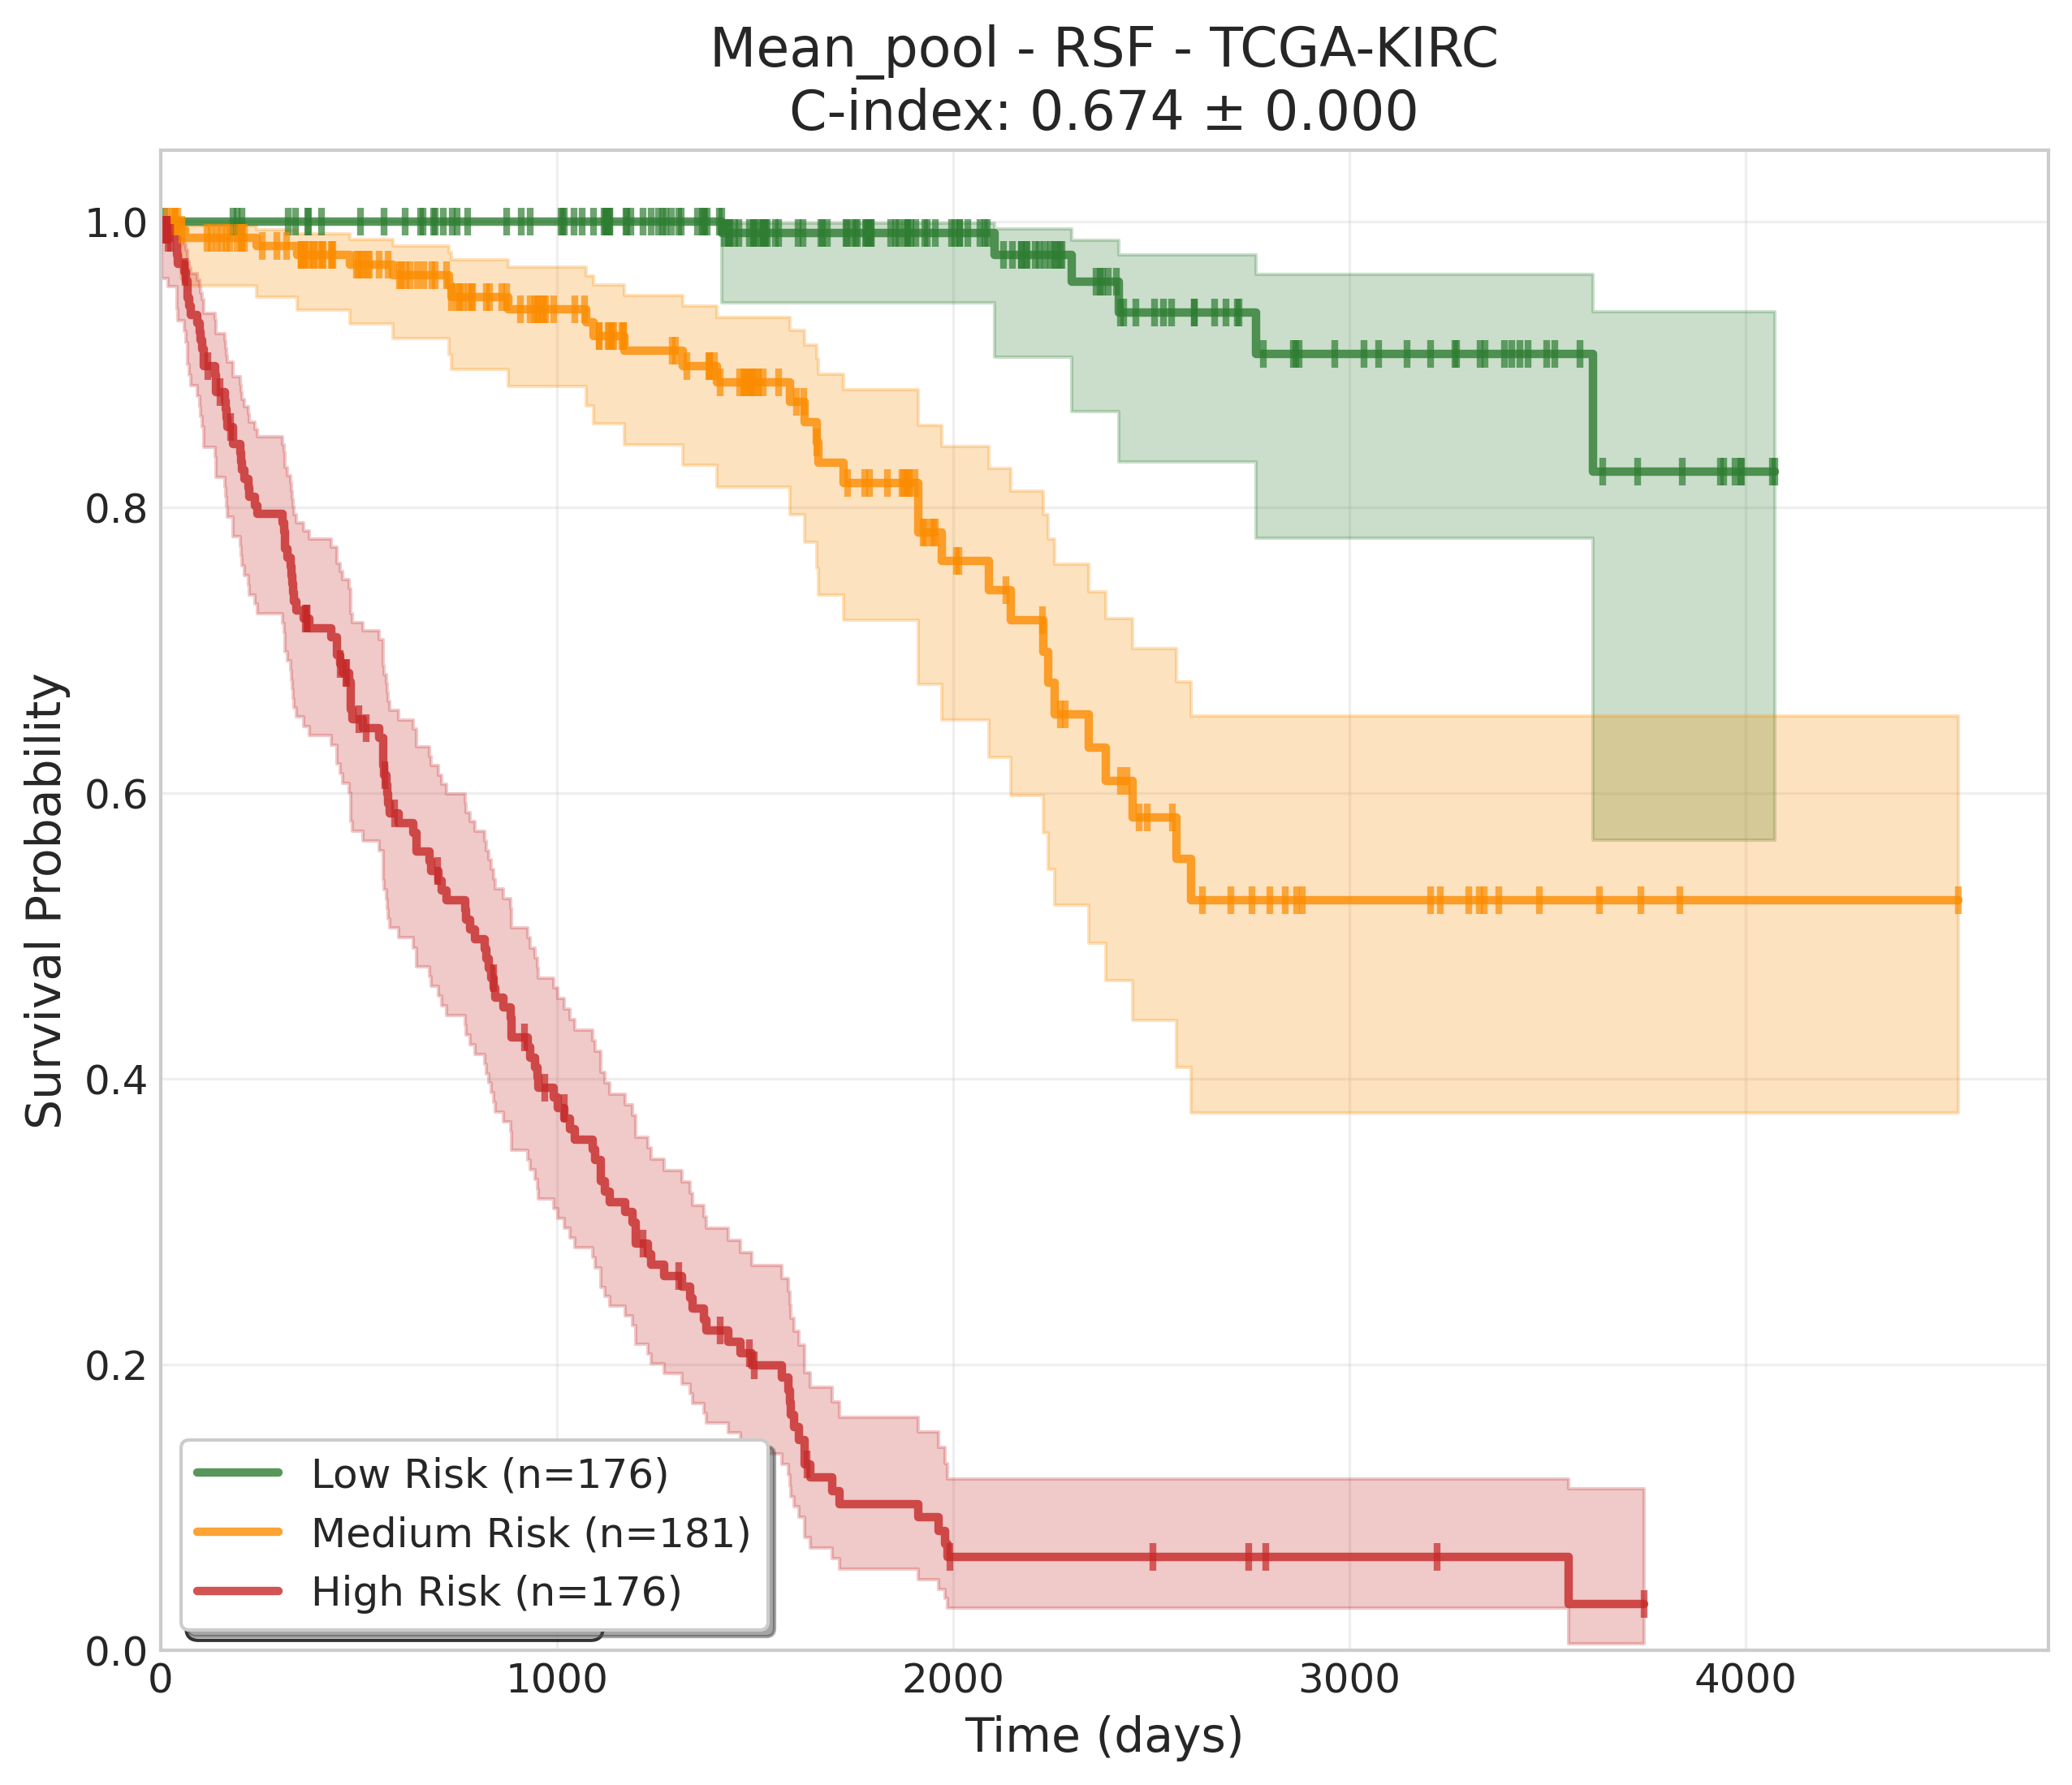 Mean_pool - RSF - TCGA-KIRC
C-index: 0.674 ± 0.000
Survival Probability
1.0
0.8
0.6
0.4
0.2
0.0
Low Risk (n=176)
Medium Risk (n=181)
High Risk (n=176)
0 1000 2000 3000 4000
Time (days)